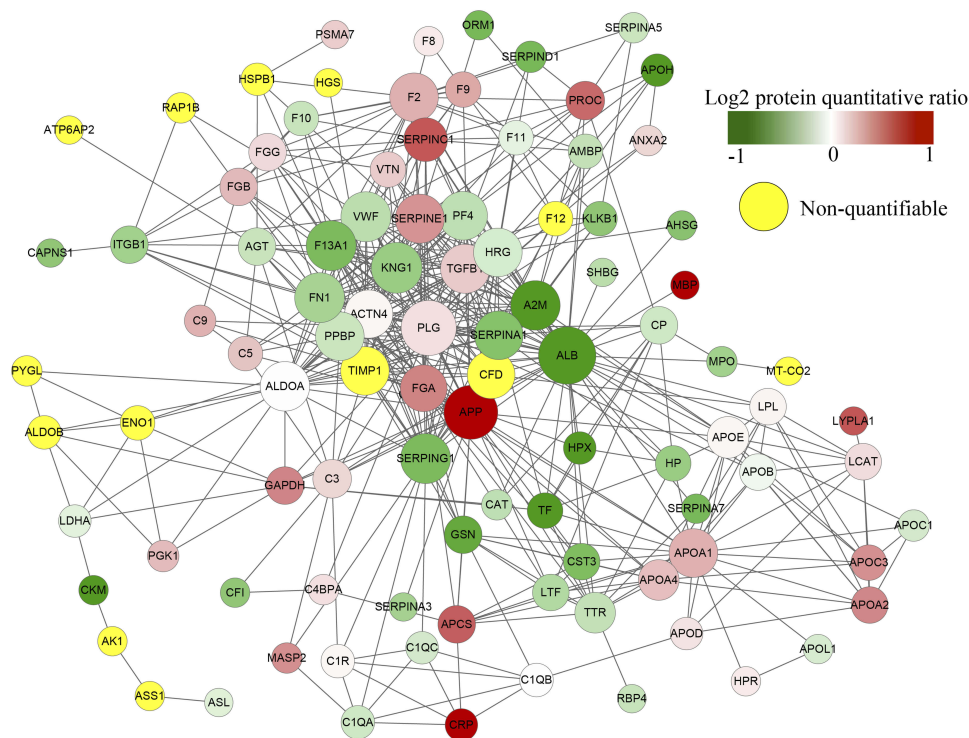 ORM1
SERPINA5
PSMA7
F8
SERPIND1
APOH
HSPB1
HGS
F2
F9
PROC
Log2 protein quantitative ratio
-1
0
1
RAP1B
F10
SERPINC1
F11
ANXA2
ATP6AP2
FGG
AMBP
VTN
FGB
Non-quantifiable
VWF
SERPINE1
PF4
F12
KLKB1
AHSG
CAPNS1
ITGB1
AGT
F13A1
HRG
KNG1
TGFB1
SHBG
MBP
FN1
A2M
C9
ACTN4
PLG
CP
PPBP
SERPINA1
C5
ALB
MPO
MT-CO2
PYGL
TIMP1
CFD
ALDOA
FGA
LPL
APP
LYPLA1
ALDOB
ENO1
APOE
HPX
SERPING1
HP
APOB
LCAT
GAPDH
C3
CAT
SERPINA7
TF
LDHA
APOC1
GSN
PGK1
APOA1
CST3
APOC3
APOA4
CKM
CFI
C4BPA
LTF
SERPINA3
APOA2
TTR
APCS
AK1
APOD
C1QC
MASP2
C1R
APOL1
C1QB
HPR
ASS1
ASL
RBP4
C1QA
CRP